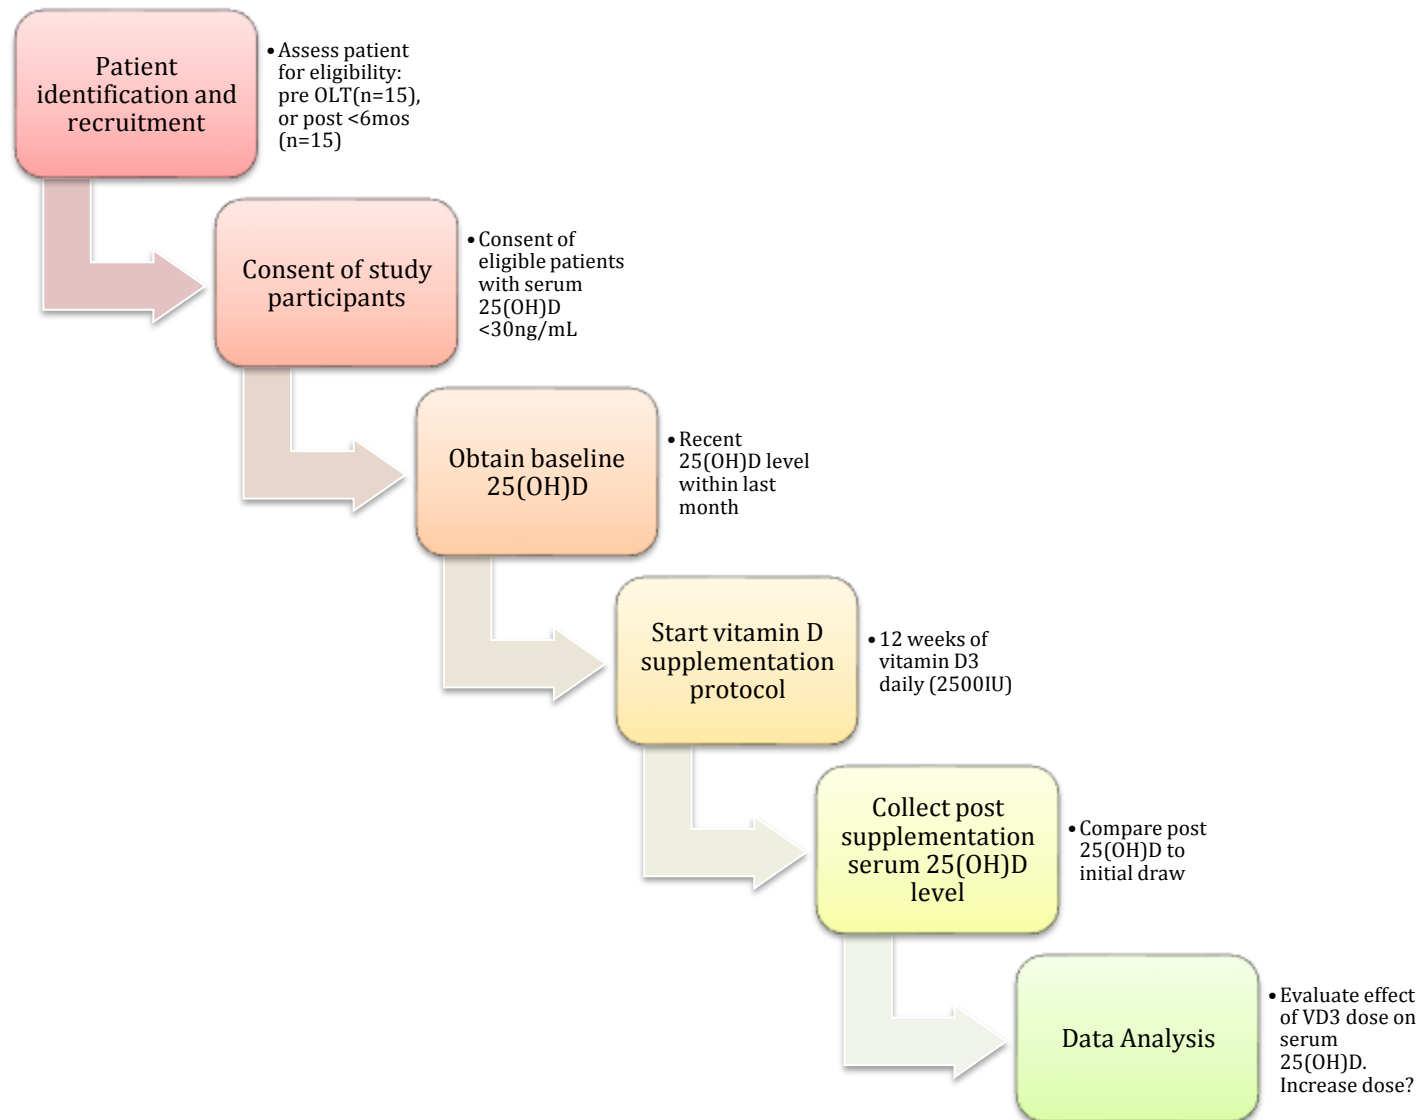 Patient
identification and
recruitment
•Assess patient
for eligibility:
pre OLT(n=15),
or post <6mos
(n=15)
Consent of study
participants
•Consent of
eligible patients
with serum
25(OH)D
<30ng/mL
Obtain baseline
25(OH)D
•Recent
25(OH)D level
within last
month
Start vitamin D
supplementation
protocol
•12 weeks of
vitamin D3
daily (2500IU)
Collect post
supplementation
serum 25(OH)D
level
•Compare post
25(OH)D to
initial draw
Data Analysis
•Evaluate effect
of VD3 dose on
serum
25(OH)D.
Increase dose?